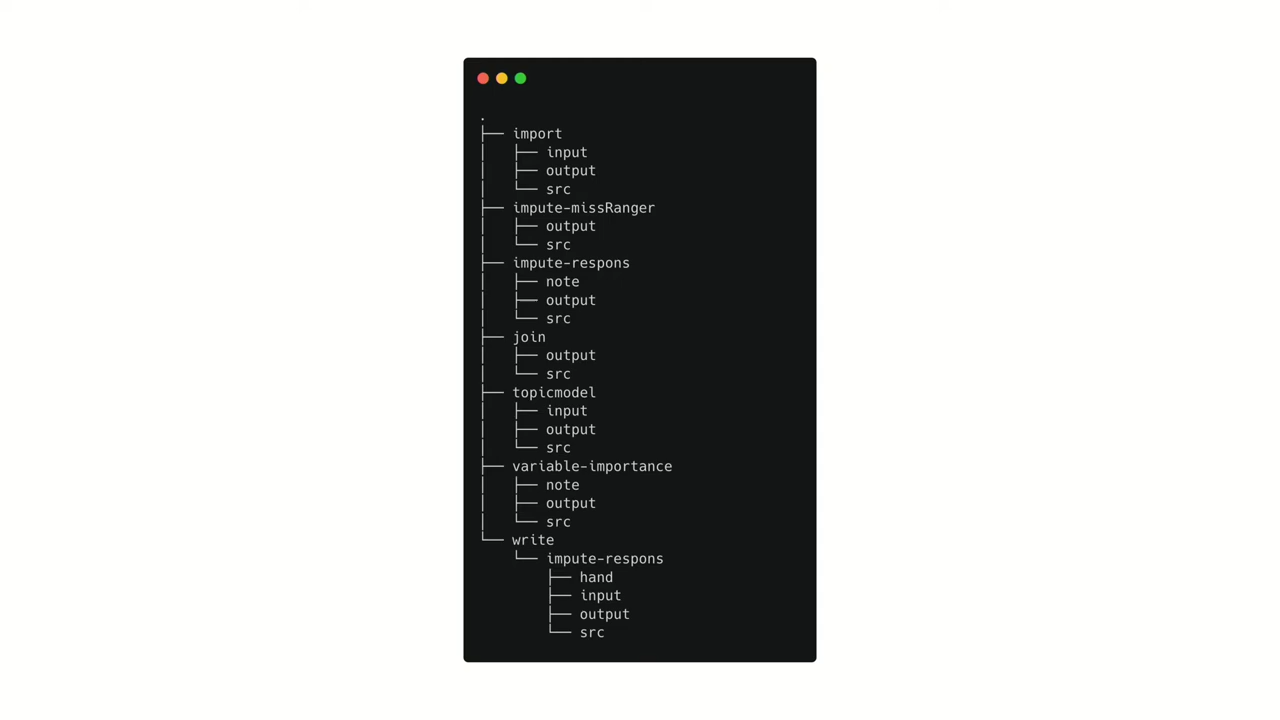 .
├── import
│   ├── input
│   ├── output
│   └── src
├── impute-missRanger
│   ├── output
│   └── src
├── impute-respons
│   ├── note
│   ├── output
│   └── src
├── join
│   ├── output
│   └── src
├── topicmodel
│   ├── input
│   ├── output
│   └── src
├── variable-importance
│   ├── note
│   ├── output
│   └── src
└── write
    └── impute-respons
        ├── hand
        ├── input
        ├── output
        └── src